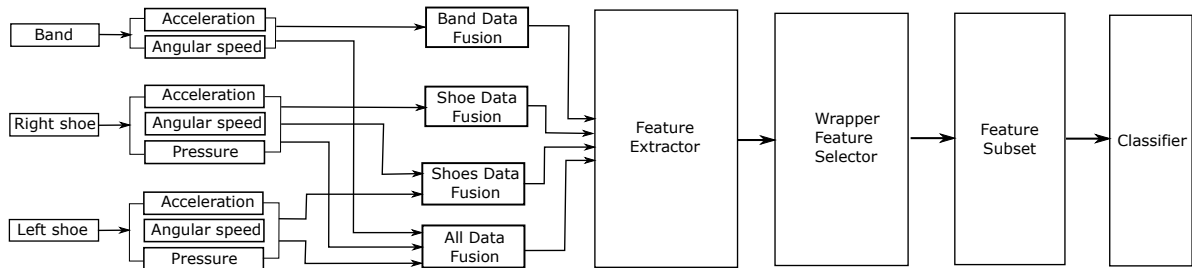 Band
Acceleration
Angular speed
Right shoe
Acceleration
Angular speed
Pressure
Left shoe
Acceleration
Angular speed
Pressure
Band Data
Fusion
Shoe Data
Fusion
Shoes Data
Fusion
All Data
Fusion
Feature
Extractor
Wrapper
Feature
Selector
Feature
Subset
Classifier